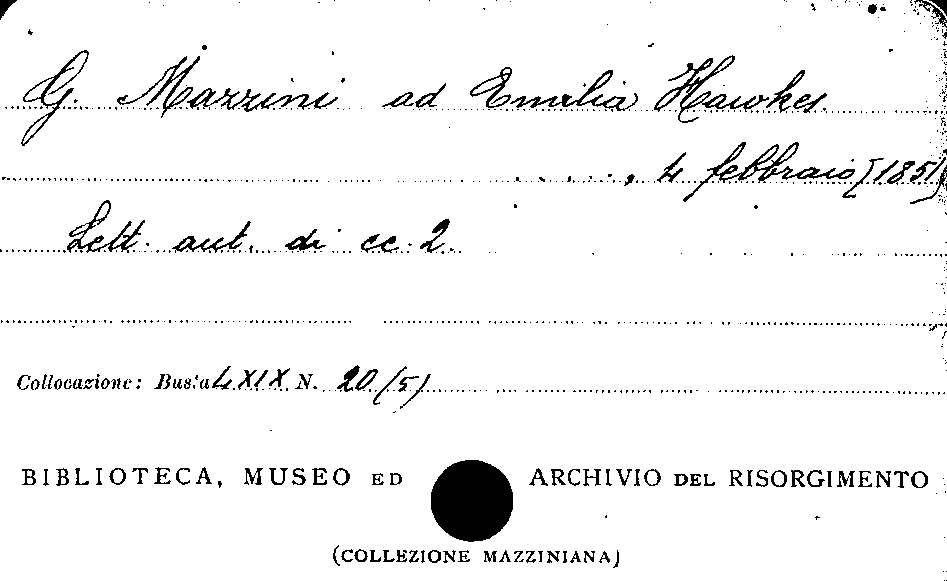 G. Mazzini ad Emilia Hawkes
......, 4 febbraio [1851]
Lett. aut. di cc. 2.
Collocazione: Busta LXIX N. 20 (5)
BIBLIOTECA, MUSEO ED ARCHIVIO DEL RISORGIMENTO
(COLLEZIONE MAZZINIANA)